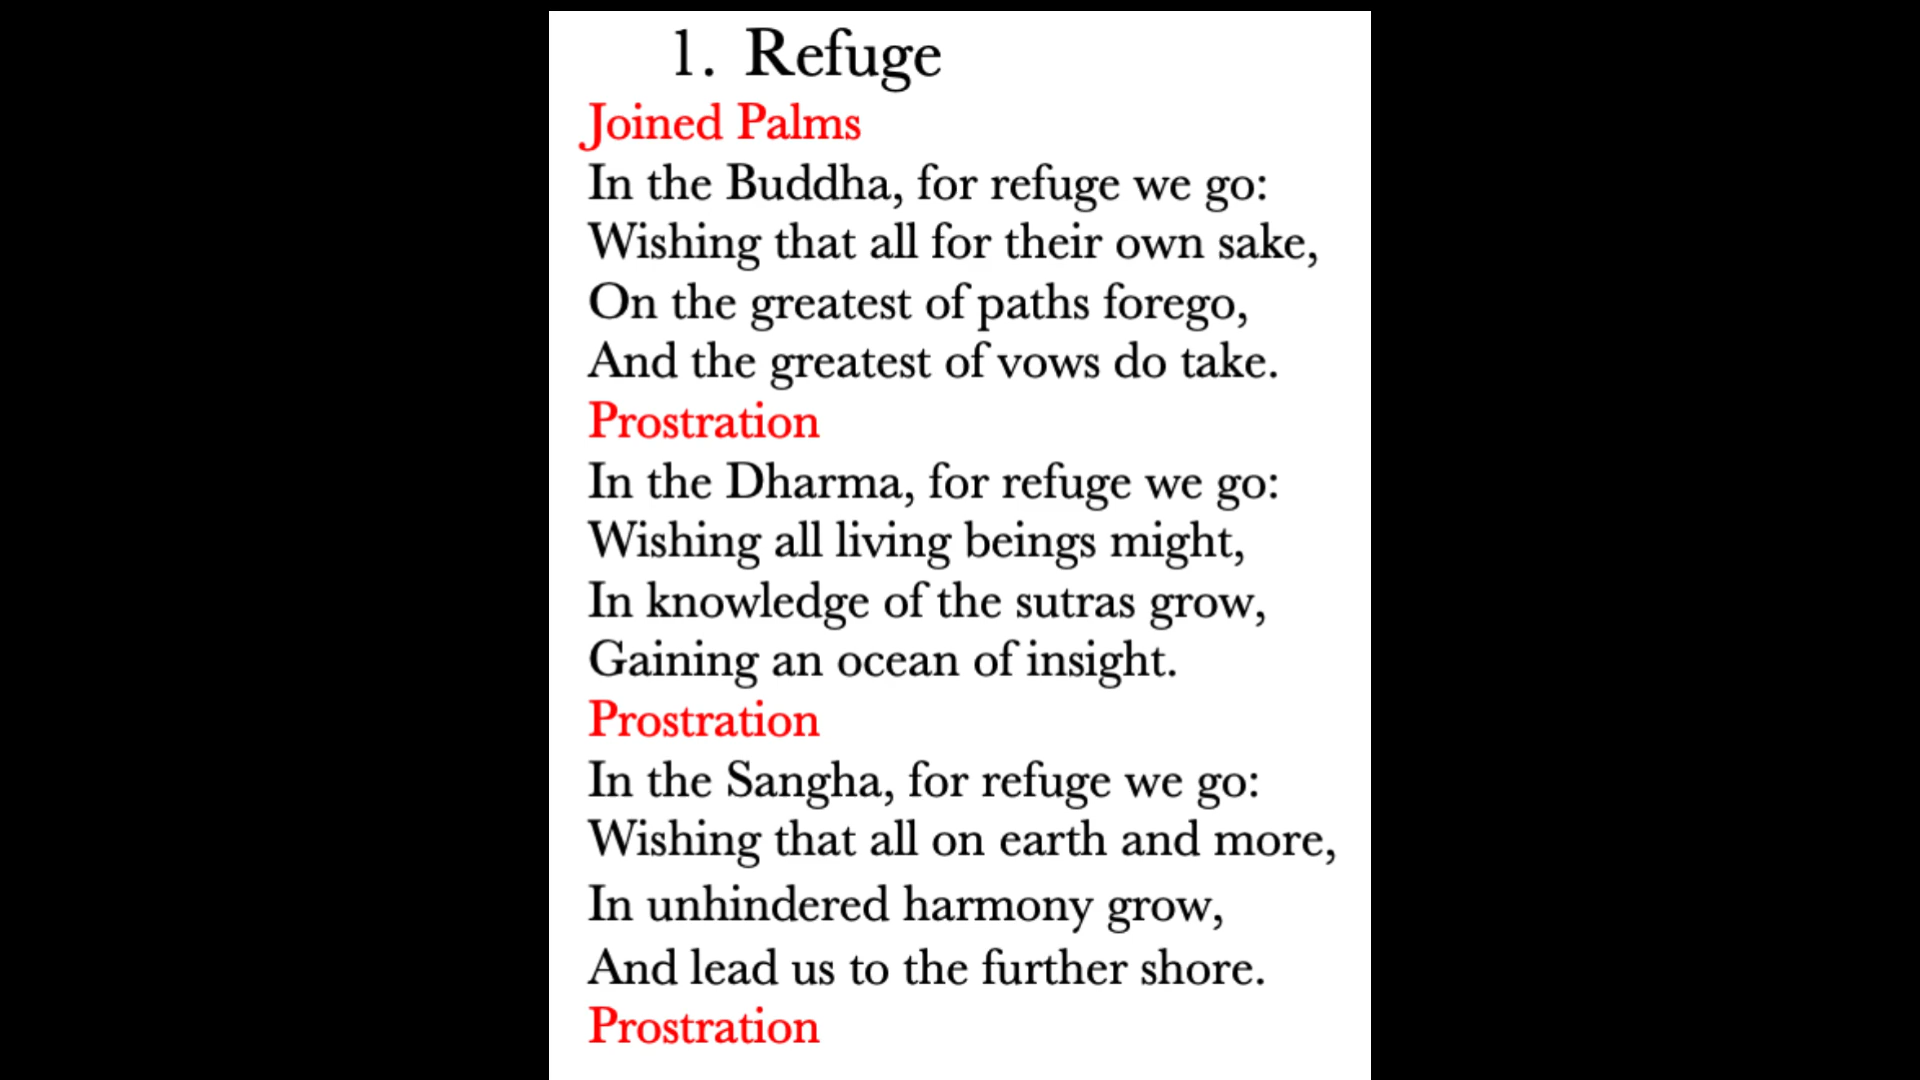 1. Refuge
Joined Palms
In the Buddha, for refuge we go:
Wishing that all for their own sake,
On the greatest of paths forego,
And the greatest of vows do take.
Prostration
In the Dharma, for refuge we go:
Wishing all living beings might,
In knowledge of the sutras grow,
Gaining an ocean of insight.
Prostration
In the Sangha, for refuge we go:
Wishing that all on earth and more,
In unhindered harmony grow,
And lead us to the further shore.
Prostration